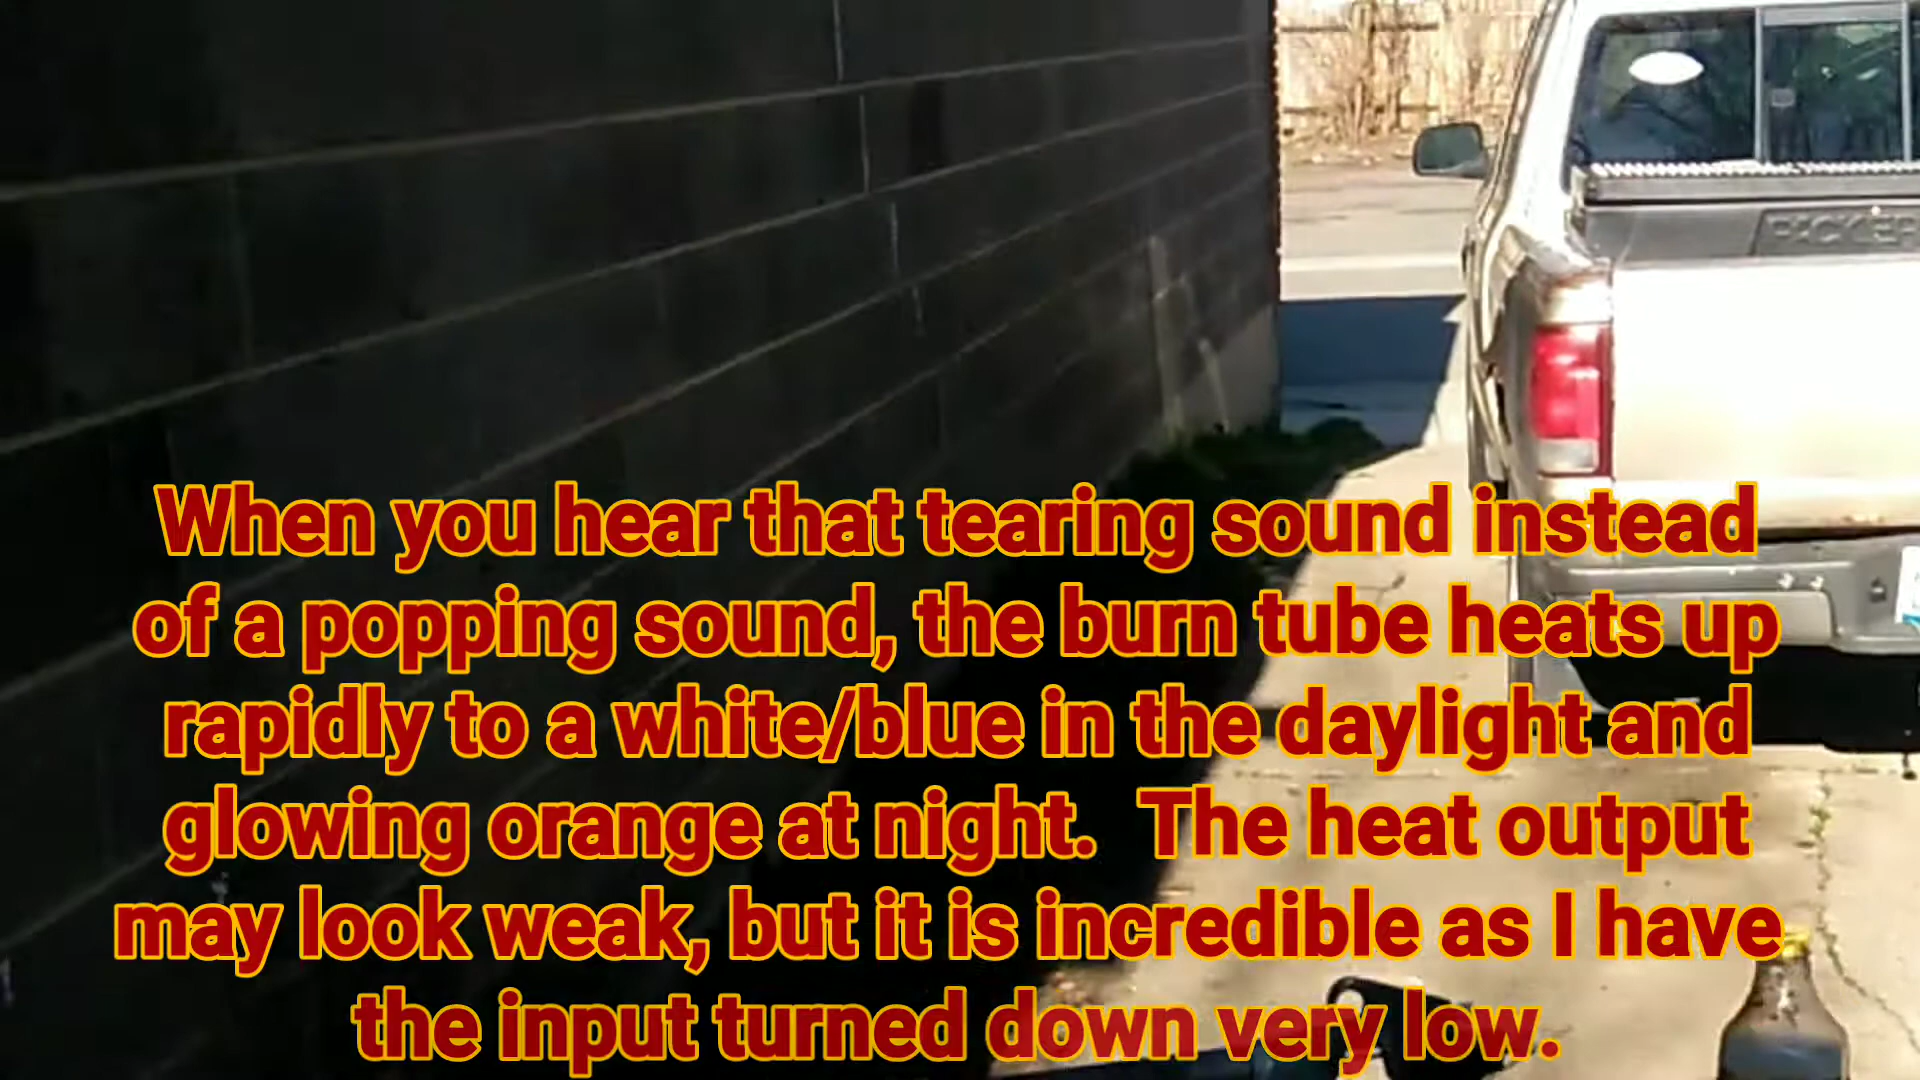 When you hear that tearing sound instead
of a popping sound, the burn tube heats up
rapidly to a white/blue in the daylight and
glowing orange at night.  The heat output
may look weak, but it is incredible as I have
the input turned down very low.